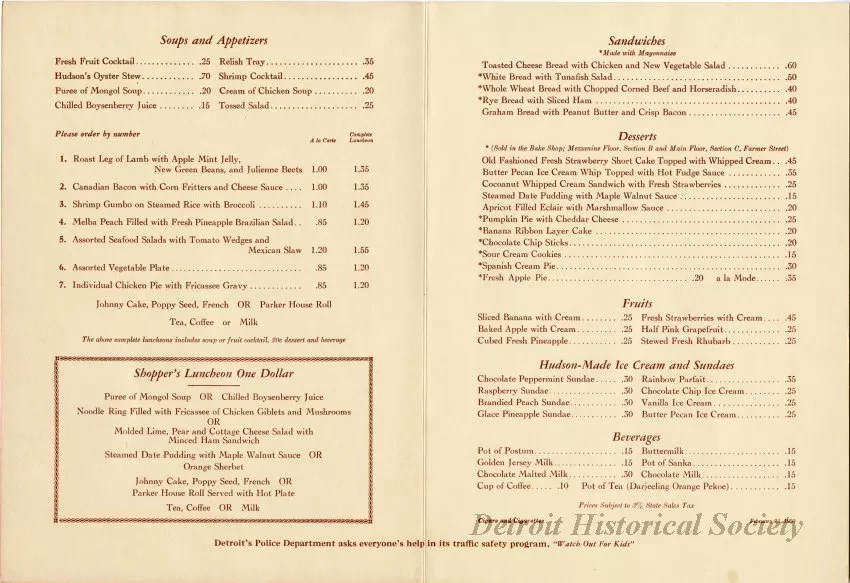 Soups and Appetizers
Fresh Fruit Cocktail .25 Relish Tray .35
Hudson's Oyster Stew .70 Shrimp Cocktail .45
Puree of Mongol Soup .20 Cream of Chicken Soup .20
Chilled Boysenberry Juice .15 Tossed Salad .25
Please order by number
A la Carte
Complete Luncheon
1. Roast Leg of Lamb with Apple Mint Jelly,
New Green Beans, and Julienne Beets 1.00 1.35
2. Canadian Bacon with Corn Fritters and Cheese Sauce 1.00 1.35
3. Shrimp Gumbo on Steamed Rice with Broccoli 1.10 1.45
4. Melba Peach Filled with Fresh Pineapple Brazilian Salad .85 1.20
5. Assorted Seafood Salads with Tomato Wedges and
Mexican Slaw 1.20 1.55
6. Assorted Vegetable Plate .85 1.20
7. Individual Chicken Pie with Fricassee Gravy .85 1.20
Johnny Cake, Poppy Seed, French OR Parker House Roll
Tea, Coffee or Milk
The above complete luncheons includes soup or fruit cocktail, 20c dessert and beverage
Shopper's Luncheon One Dollar
Puree of Mongol Soup OR Chilled Boysenberry Juice
Noodle Ring Filled with Fricassee of Chicken Giblets and Mushrooms
OR
Molded Lime, Pear and Cottage Cheese Salad with
Minced Ham Sandwich
Steamed Date Pudding with Maple Walnut Sauce OR
Orange Sherbet
Johnny Cake, Poppy Seed, French OR
Parker House Roll Served with Hot Plate
Tea, Coffee OR Milk
Sandwiches
*Made with Mayonnaise
Toasted Cheese Bread with Chicken and New Vegetable Salad .60
*White Bread with Tunafish Salad .50
*Whole Wheat Bread with Chopped Corned Beef and Horseradish .40
*Rye Bread with Sliced Ham .40
Graham Bread with Peanut Butter and Crisp Bacon .45
Desserts
* (Sold in the Bake Shop; Mezzanine Floor, Section B and Main Floor, Section C, Farmer Street)
Old Fashioned Fresh Strawberry Short Cake Topped with Whipped Cream .45
Butter Pecan Ice Cream Whip Topped with Hot Fudge Sauce .35
Cocoanut Whipped Cream Sandwich with Fresh Strawberries .25
Steamed Date Pudding with Maple Walnut Sauce .15
Apricot Filled Eclair with Marshmallow Sauce .20
*Pumpkin Pie with Cheddar Cheese .25
*Banana Ribbon Layer Cake .20
*Chocolate Chip Sticks .20
*Sour Cream Cookies .15
*Spanish Cream Pie .30
*Fresh Apple Pie .20 a la Mode .35
Fruits
Sliced Banana with Cream .25 Fresh Strawberries with Cream .45
Baked Apple with Cream .25 Half Pink Grapefruit .25
Cubed Fresh Pineapple .25 Stewed Fresh Rhubarb .25
Hudson-Made Ice Cream and Sundaes
Chocolate Peppermint Sundae .30 Rainbow Parfait .35
Raspberry Sundae .30 Chocolate Chip Ice Cream .25
Brandied Peach Sundae .30 Vanilla Ice Cream .25
Glace Pineapple Sundae .30 Butter Pecan Ice Cream .25
Beverages
Pot of Postum .15 Buttermilk .15
Golden Jersey Milk .15 Pot of Sanka .15
Chocolate Malted Milk .30 Chocolate Milk .15
Cup of Coffee .10 Pot of Tea (Darjeeling Orange Pekoe) .15
Prices Subject to 3% State Sales Tax
Cigars and Cigarettes
Detroit Historical Society
Detroit's Police Department asks everyone's help in its traffic safety program, "Watch Out For Kids"